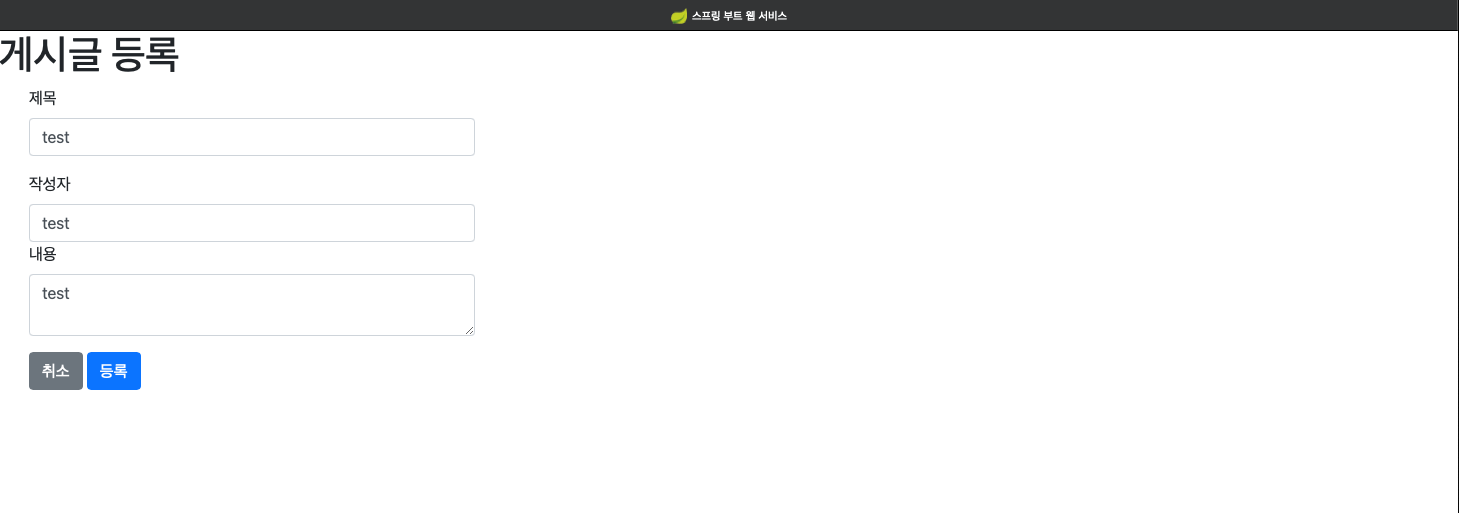 스프링 부트 웹 서비스
게시글 등록
제목
test
작성자
test
내용
test
취소 등록